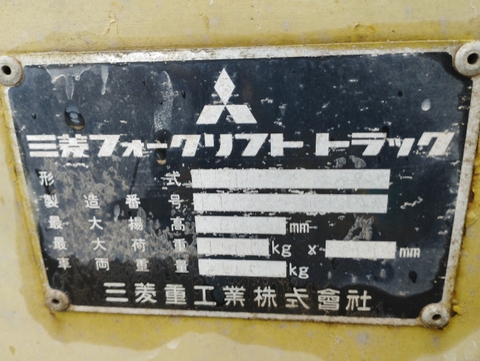 三菱フォークリフト トラック
形式
製造番号
最大揚高 mm
最大荷重 kg x mm
車両重量 kg
三菱重工業株式會社